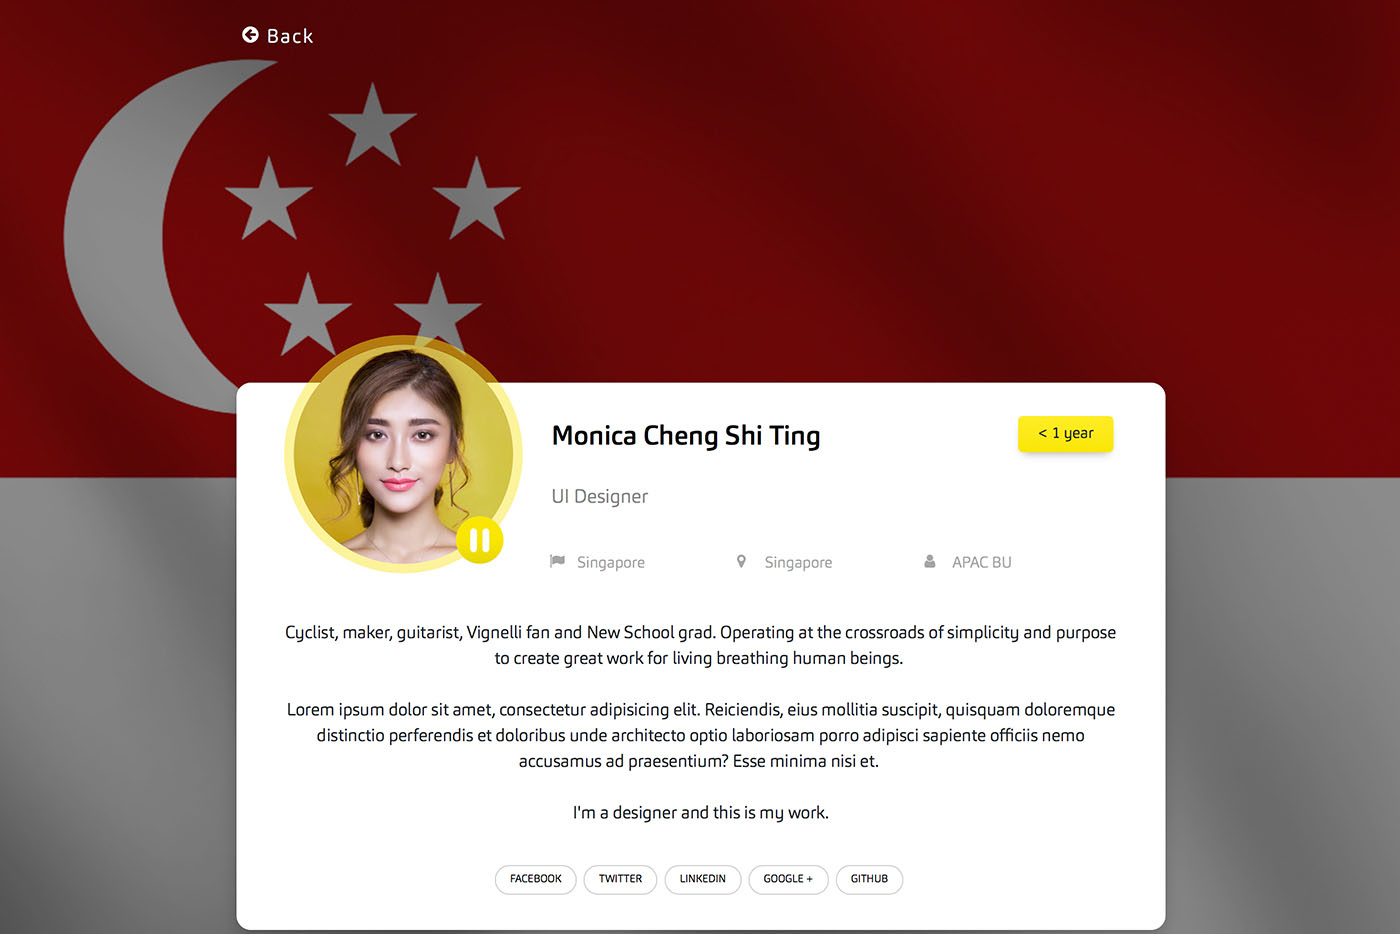 Back
Monica Cheng Shi Ting
< 1 year
UI Designer
Singapore
Singapore
APAC BU
Cyclist, maker, guitarist, Vignelli fan and New School grad. Operating at the crossroads of simplicity and purpose
to create great work for living breathing human beings.
Lorem ipsum dolor sit amet, consectetur adipisicing elit. Reiciendis, eius mollitia suscipit, quisquam doloremque
distinctio perferendis et doloribus unde architecto optio laboriosam porro adipisci sapiente officiis nemo
accusamus ad praesentium? Esse minima nisi et.
I'm a designer and this is my work.
FACEBOOK
TWITTER
LINKEDIN
GOOGLE +
GITHUB